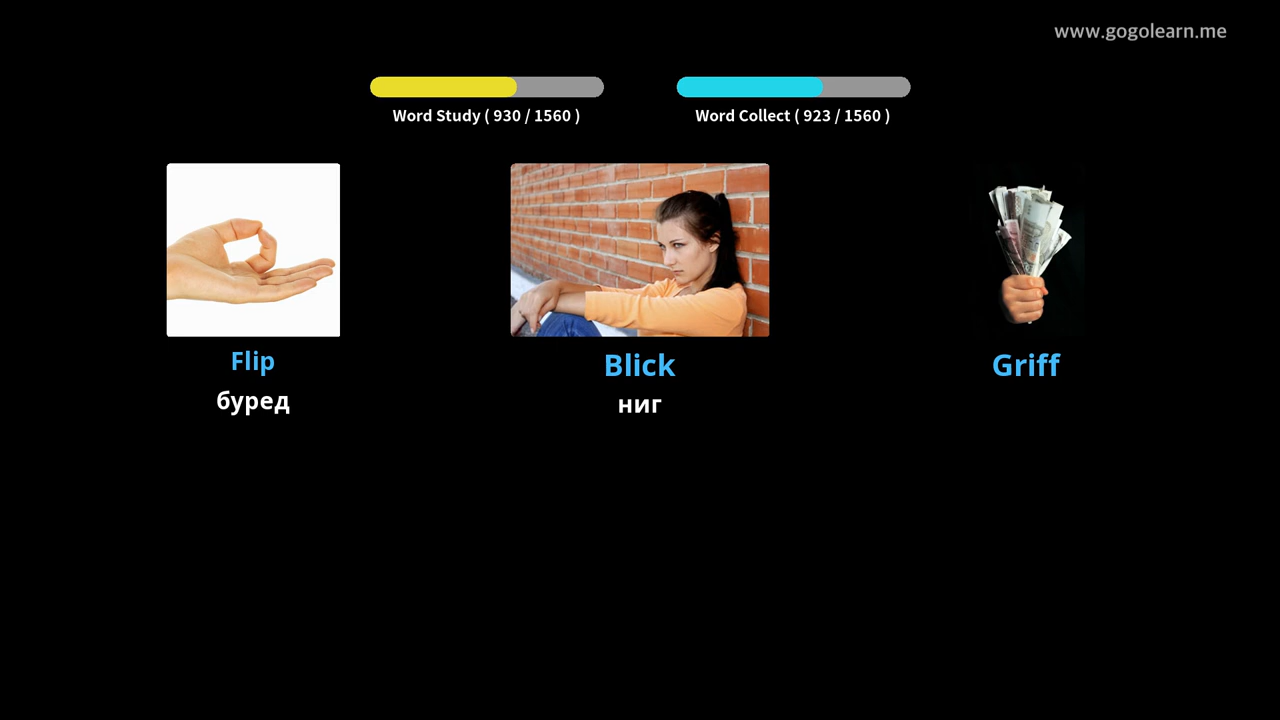 www.gogolearn.me
Word Study ( 930 / 1560 )
Word Collect ( 923 / 1560 )
Flip
буред
Blick
ниг
Griff